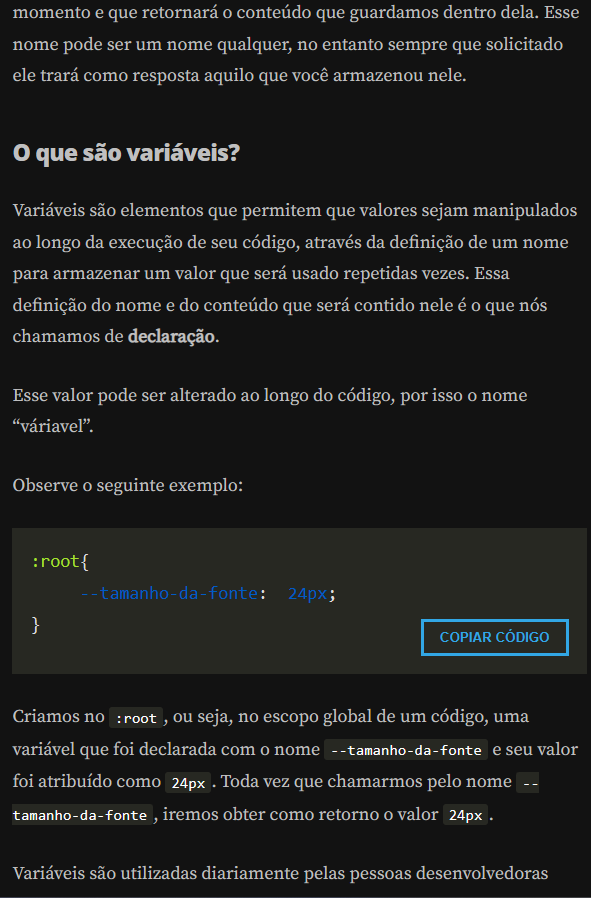 momento e que retornará o conteúdo que guardamos dentro dela. Esse
nome pode ser um nome qualquer, no entanto sempre que solicitado
ele trará como resposta aquilo que você armazenou nele.
O que são variáveis?
Variáveis são elementos que permitem que valores sejam manipulados
ao longo da execução de seu código, através da definição de um nome
para armazenar um valor que será usado repetidas vezes. Essa
definição do nome e do conteúdo que será contido nele é o que nós
chamamos de declaração.
Esse valor pode ser alterado ao longo do código, por isso o nome
“váriavel”.
Observe o seguinte exemplo:
:root{
--tamanho-da-fonte: 24px;
}
COPIAR CÓDIGO
Criamos no :root, ou seja, no escopo global de um código, uma
variável que foi declarada com o nome --tamanho-da-fonte e seu valor
foi atribuído como 24px. Toda vez que chamarmos pelo nome --
tamanho-da-fonte, iremos obter como retorno o valor 24px.
Variáveis são utilizadas diariamente pelas pessoas desenvolvedoras